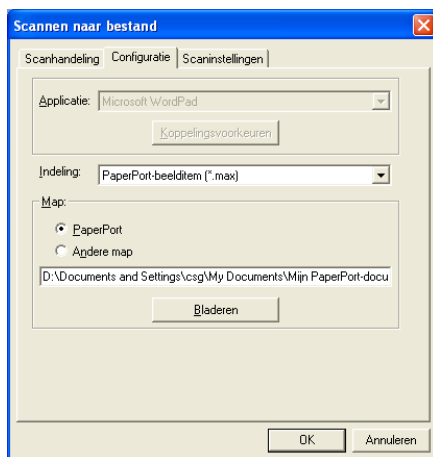 Scannen naar bestand
Scanhandeling Configuratie Scaninstellingen
Applicatie: Microsoft WordPad
Koppelingsvoorkeuren
Indeling: PaperPort-beelditem (*.max)
Map:
PaperPort
Andere map
D:\Documents and Settings\csg\My Documents\Mijn PaperPort-docu
Bladeren
OK Annuleren